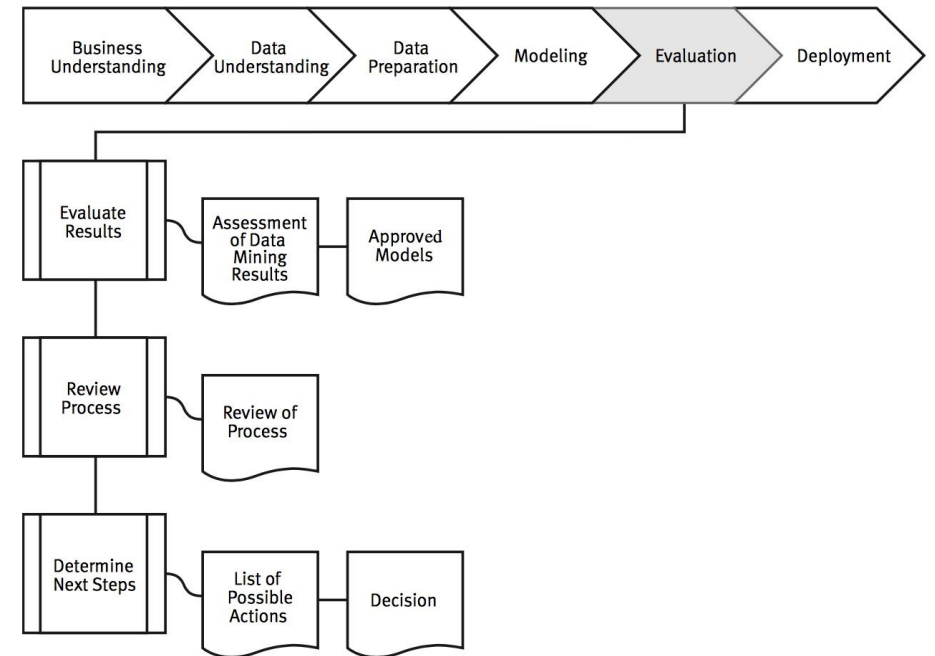 Business
Understanding
Data
Understanding
Data
Preparation
Modeling
Evaluation
Deployment
Evaluate
Results
Assessment
of Data
Mining
Results
Approved
Models
Review
Process
Review of
Process
Determine
Next Steps
List of
Possible
Actions
Decision